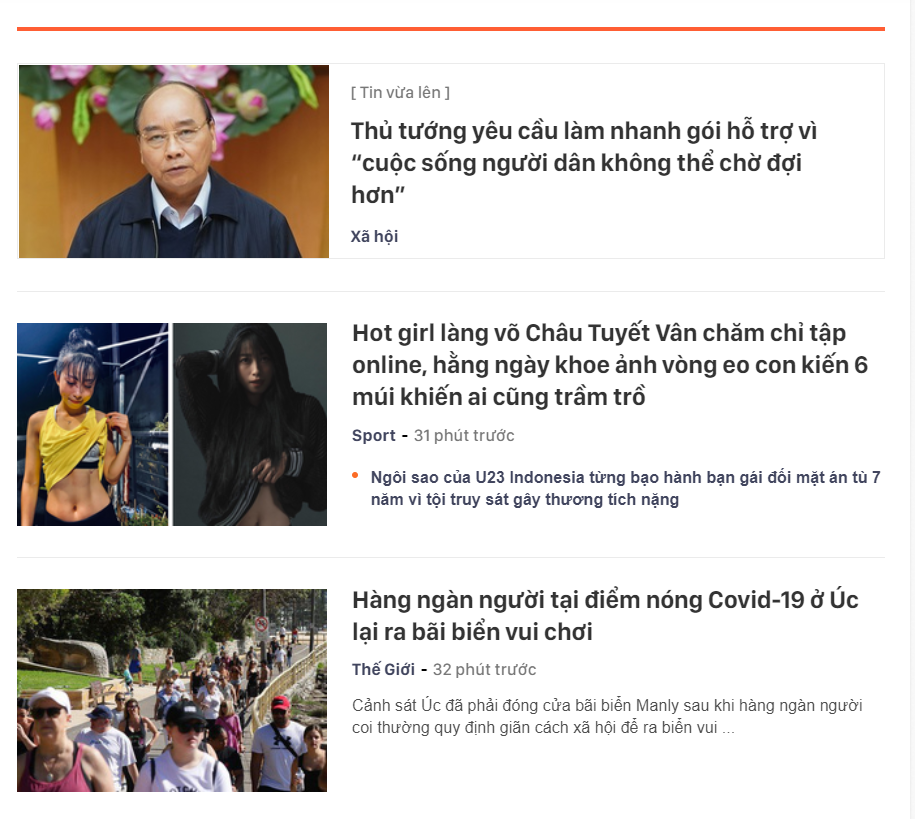 [ Tin vừa lên ]
Thủ tướng yêu cầu làm nhanh gói hỗ trợ vì
“cuộc sống người dân không thể chờ đợi
hơn”
Xã hội
Hot girl làng võ Châu Tuyết Vân chăm chỉ tập
online, hằng ngày khoe ảnh vòng eo con kiến 6
múi khiến ai cũng trầm trồ
Sport - 31 phút trước
Ngôi sao của U23 Indonesia từng bạo hành bạn gái đối mặt án tù 7
năm vì tội truy sát gây thương tích nặng
Hàng ngàn người tại điểm nóng Covid-19 ở Úc
lại ra bãi biển vui chơi
Thế Giới - 32 phút trước
Cảnh sát Úc đã phải đóng cửa bãi biển Manly sau khi hàng ngàn người
coi thường quy định giãn cách xã hội để ra biển vui ...